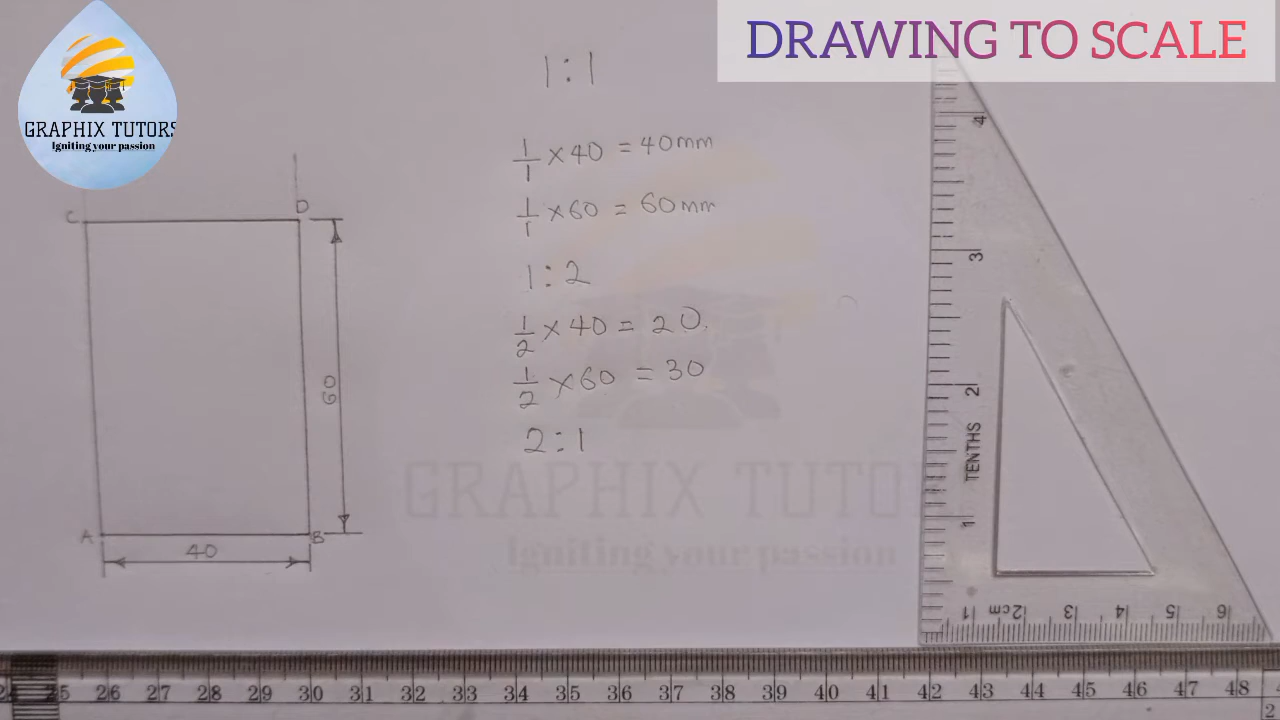 DRAWING TO SCALE
GRAPHIX TUTORS
Igniting your passion
1:1
1/1 × 40 = 40mm
1/1 × 60 = 60mm
1:2
1/2 × 40 = 20.
1/2 × 60 = 30
2:1
C
D
60
A
B
40
GRAPHIX TUTORS
Igniting your passion
4
3
2
1
TENTHS
1 2cm 3 4 5 6
25 26 27 28 29 30 31 32 33 34 35 36 37 38 39 40 41 42 43 44 45 46 47 48
2